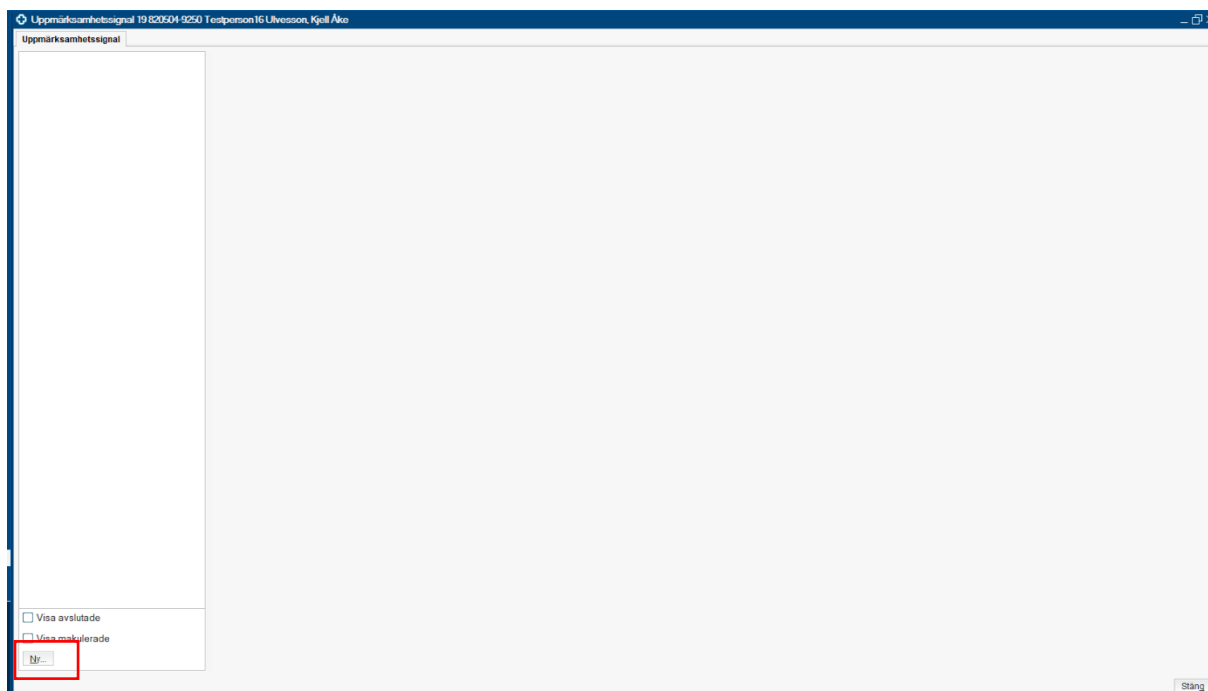 Uppmärksamhetssignal 19 820504-9250 Testperson16 Ulvesson, Kjell Åke
Uppmärksamhetssignal
Visa avslutade
Visa makulerade
Ny...
Stäng